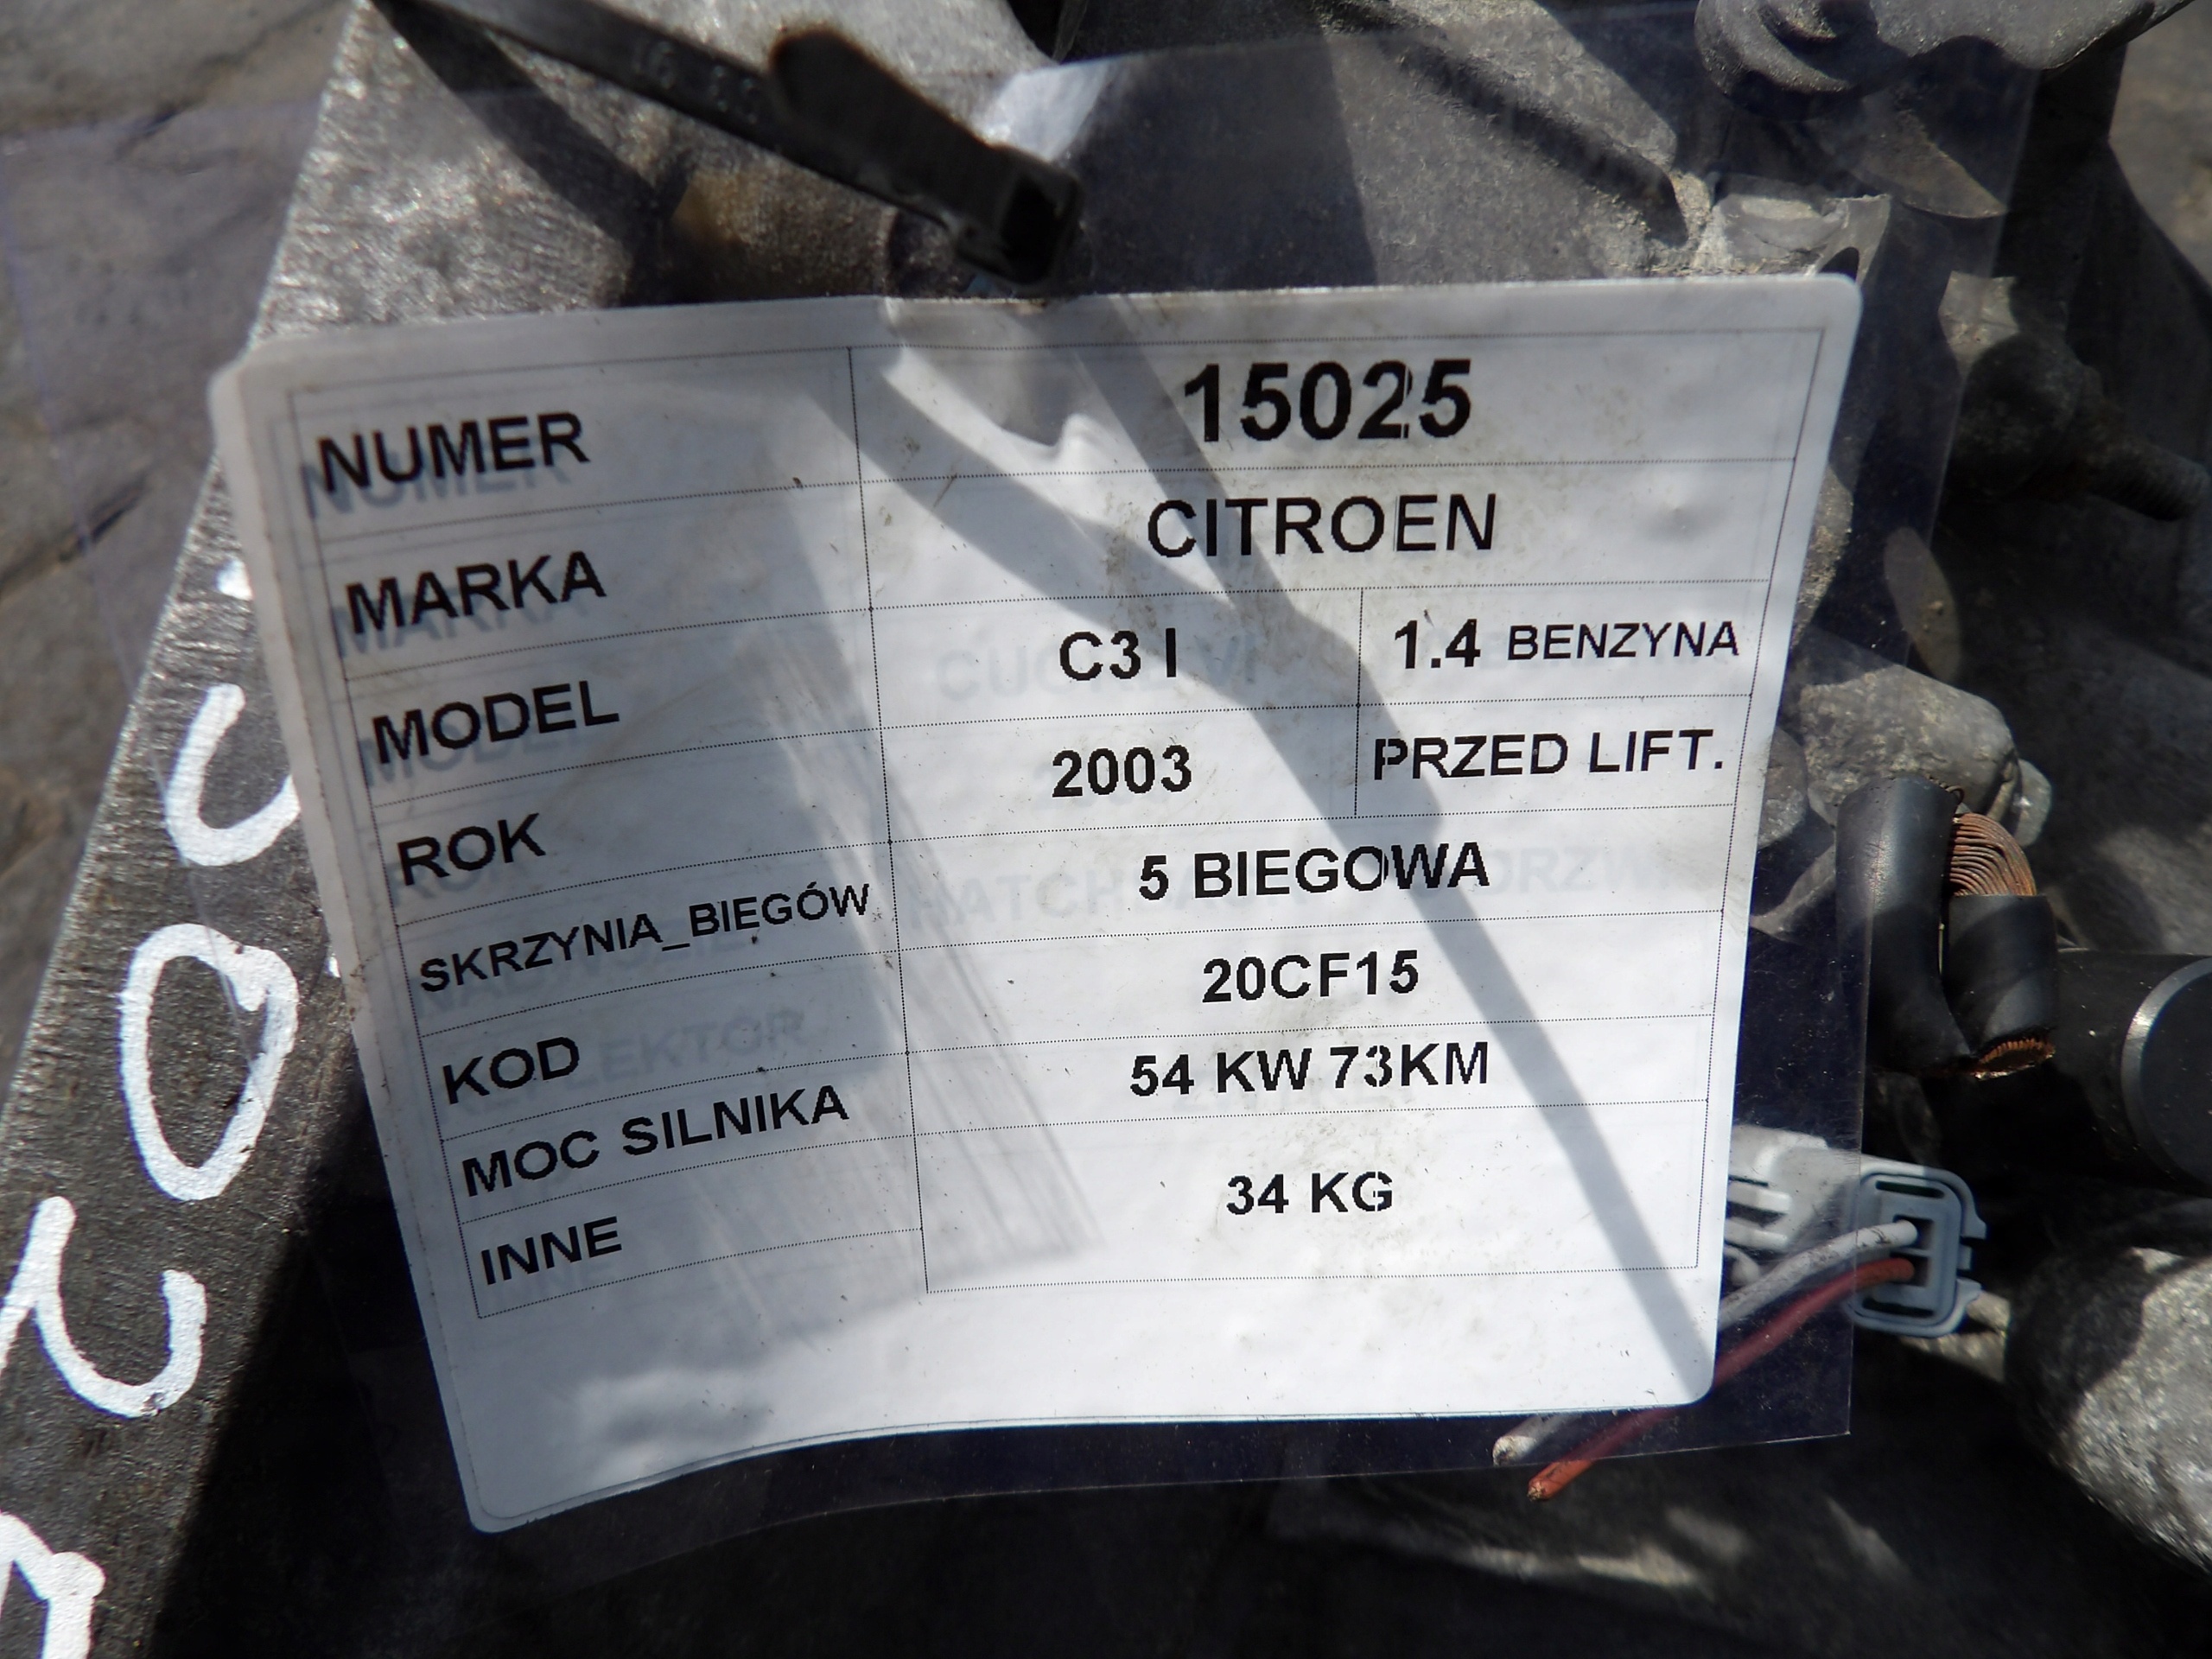 NUMER 15025
MARKA CITROEN
MODEL C3 I 1.4 BENZYNA
ROK 2003 PRZED LIFT.
SKRZYNIA_BIEGÓW 5 BIEGOWA
KOD 20CF15
MOC SILNIKA 54 KW 73KM
INNE 34 KG